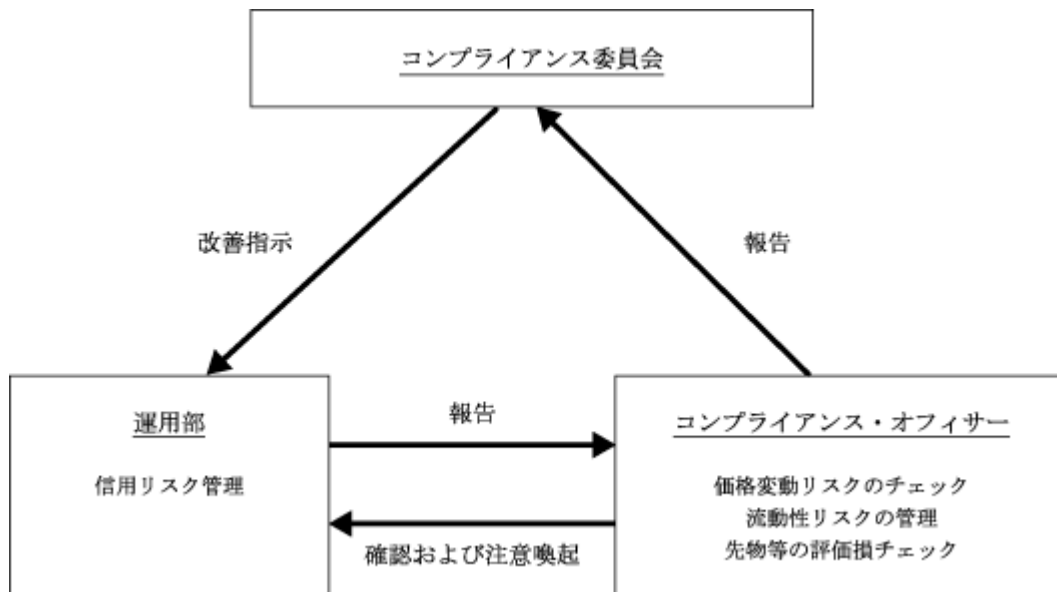 コンプライアンス委員会
改善指示
報告
運用部
信用リスク管理
報告
確認および注意喚起
コンプライアンス・オフィサー
価格変動リスクのチェック
流動性リスクの管理
先物等の評価損チェック